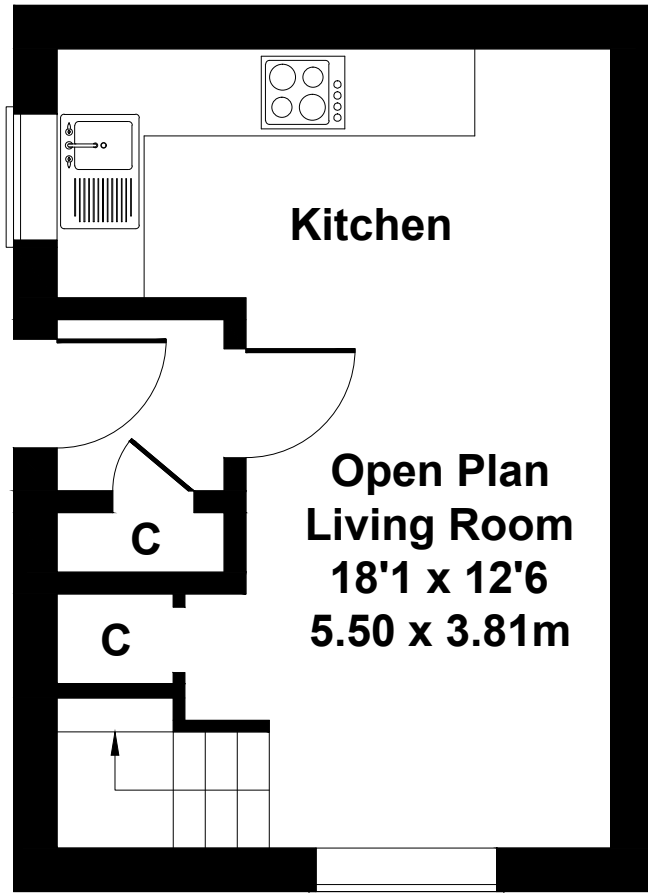 Kitchen
Open Plan
Living Room
18'1 x 12'6
5.50 x 3.81m
C
C